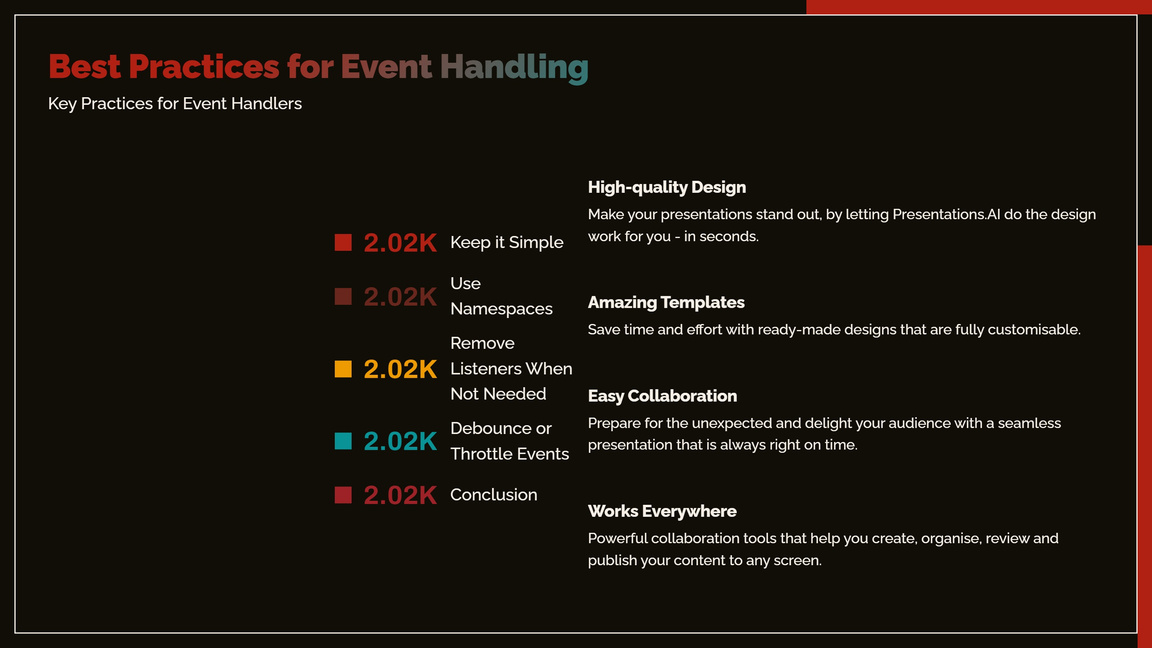 Best Practices for Event Handling
Key Practices for Event Handlers
2.02K Keep it Simple
2.02K Use
Namespaces
2.02K Remove
Listeners When
Not Needed
2.02K Debounce or
Throttle Events
2.02K Conclusion
High-quality Design
Make your presentations stand out, by letting Presentations.AI do the design
work for you - in seconds.
Amazing Templates
Save time and effort with ready-made designs that are fully customisable.
Easy Collaboration
Prepare for the unexpected and delight your audience with a seamless
presentation that is always right on time.
Works Everywhere
Powerful collaboration tools that help you create, organise, review and
publish your content to any screen.